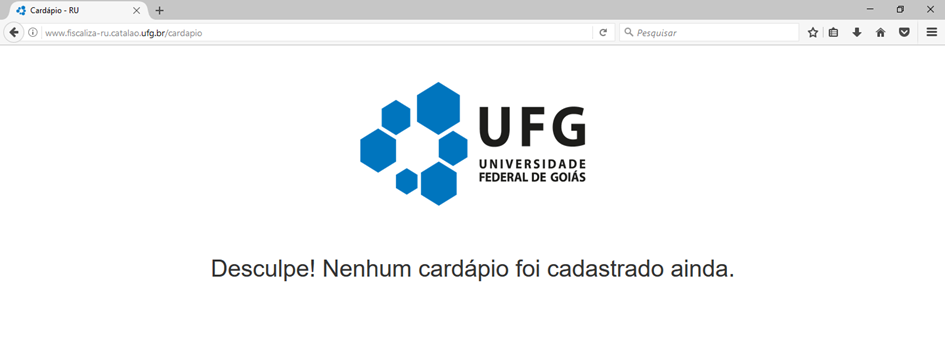 Cardápio - RU
www.fiscaliza-ru.catalao.ufg.br/cardapio
Pesquisar
UFG
UNIVERSIDADE
FEDERAL DE GOIÁS
Desculpe! Nenhum cardápio foi cadastrado ainda.